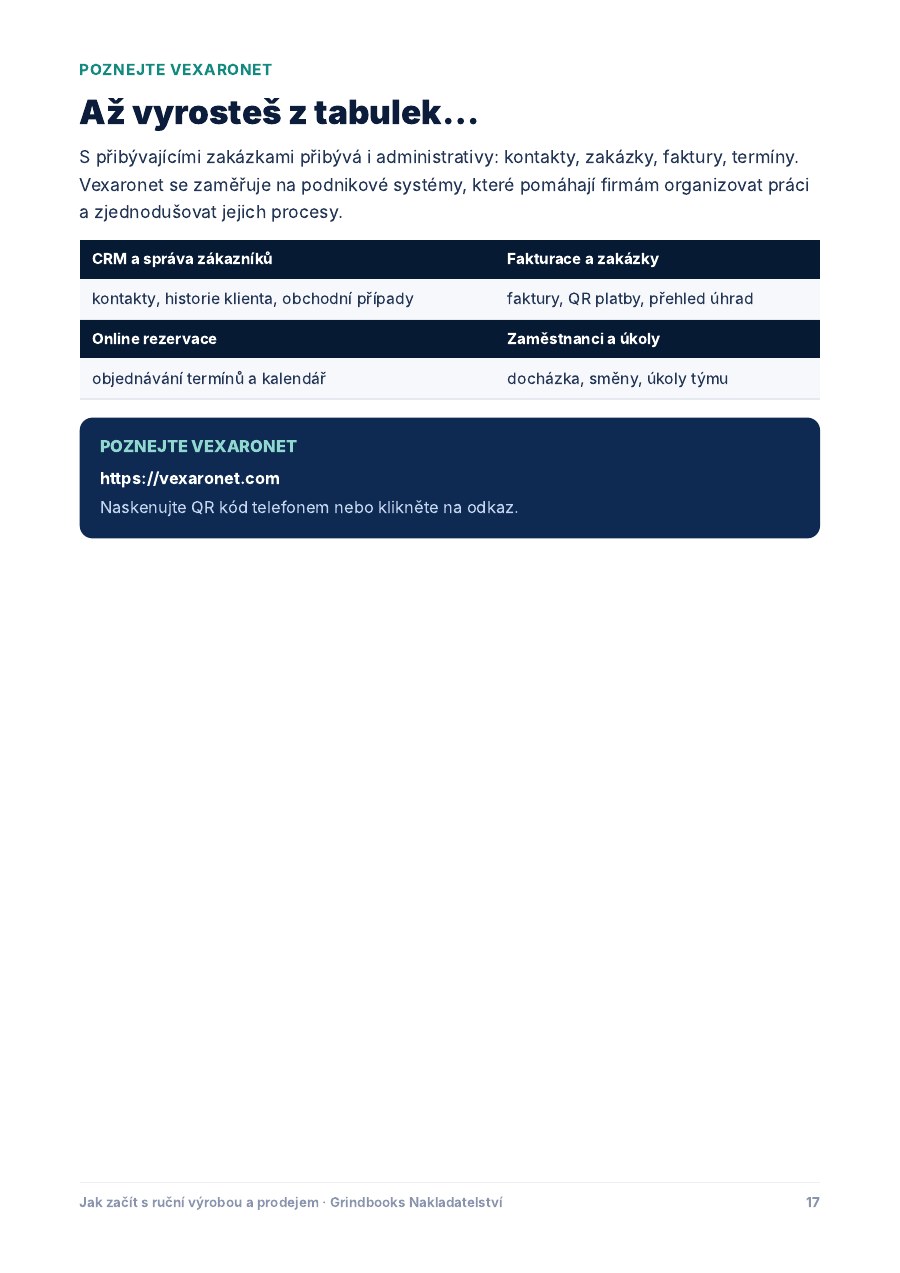 POZNEJTE VEXARONET
Až vyrosteš z tabulek…
S přibývajícími zakázkami přibývá i administrativy: kontakty, zakázky, faktury, termíny.
Vexaronet se zaměřuje na podnikové systémy, které pomáhají firmám organizovat práci
a zjednodušovat jejich procesy.
CRM a správa zákazníků Fakturace a zakázky
kontakty, historie klienta, obchodní případy faktury, QR platby, přehled úhrad
Online rezervace Zaměstnanci a úkoly
objednávání termínů a kalendář docházka, směny, úkoly týmu
POZNEJTE VEXARONET
https://vexaronet.com
Naskenujte QR kód telefonem nebo klikněte na odkaz.
Jak začít s ruční výrobou a prodejem · Grindbooks Nakladatelství 17